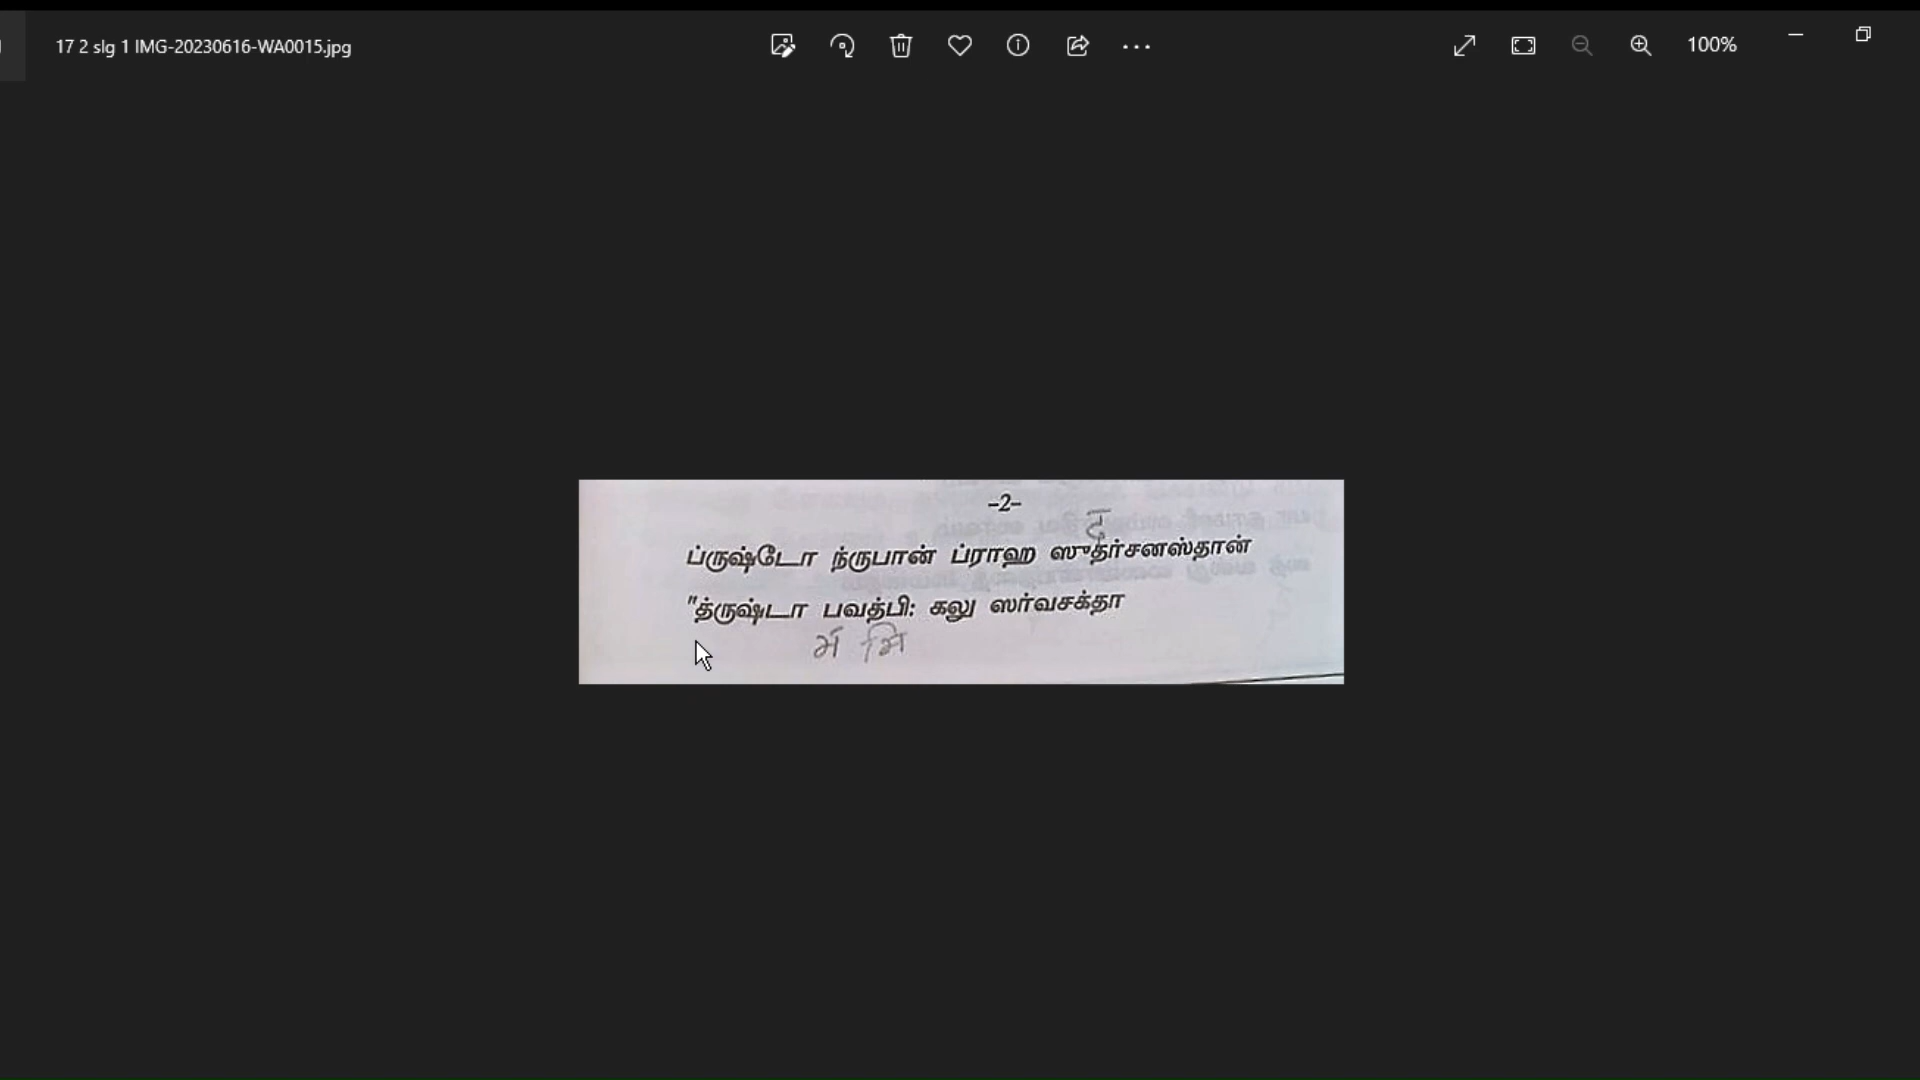 17 2 slg 1 IMG-20230616-WA0015.jpg
100%
-2-
द
ப்ருஷ்டோ ந்ருபான் ப்ராஹ ஸுதர்சனஸ்தான்
"த்ருஷ்டா பவத்பி: கலு ஸர்வசக்தா
भ भि